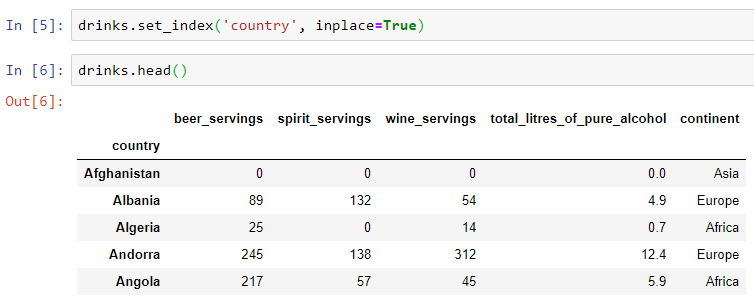 In [5]: drinks.set_index('country', inplace=True)
In [6]: drinks.head()
Out[6]:
beer_servings spirit_servings wine_servings total_litres_of_pure_alcohol continent
country
Afghanistan 0 0 0 0.0 Asia
Albania 89 132 54 4.9 Europe
Algeria 25 0 14 0.7 Africa
Andorra 245 138 312 12.4 Europe
Angola 217 57 45 5.9 Africa